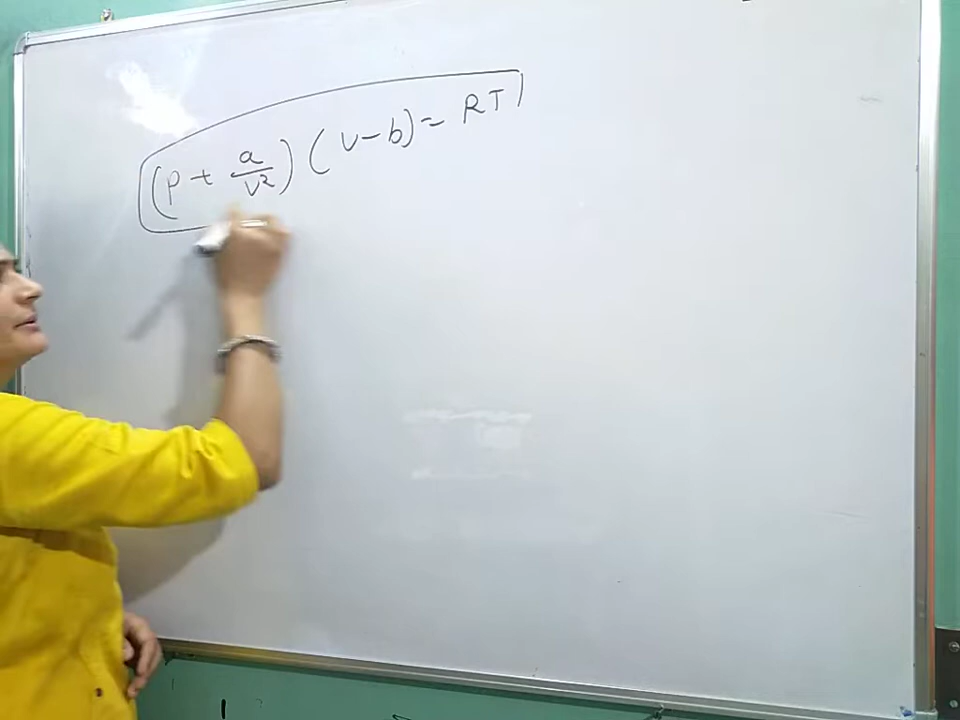 (P + a/V²) (V - b) = RT